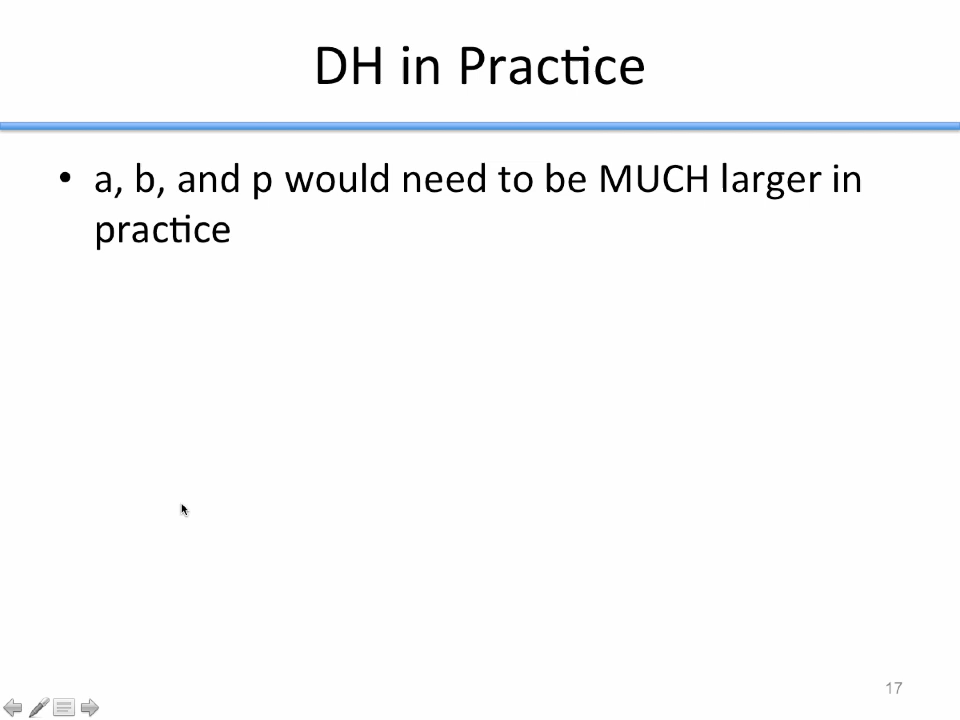 DH in Practice
• a, b, and p would need to be MUCH larger in
practice
17